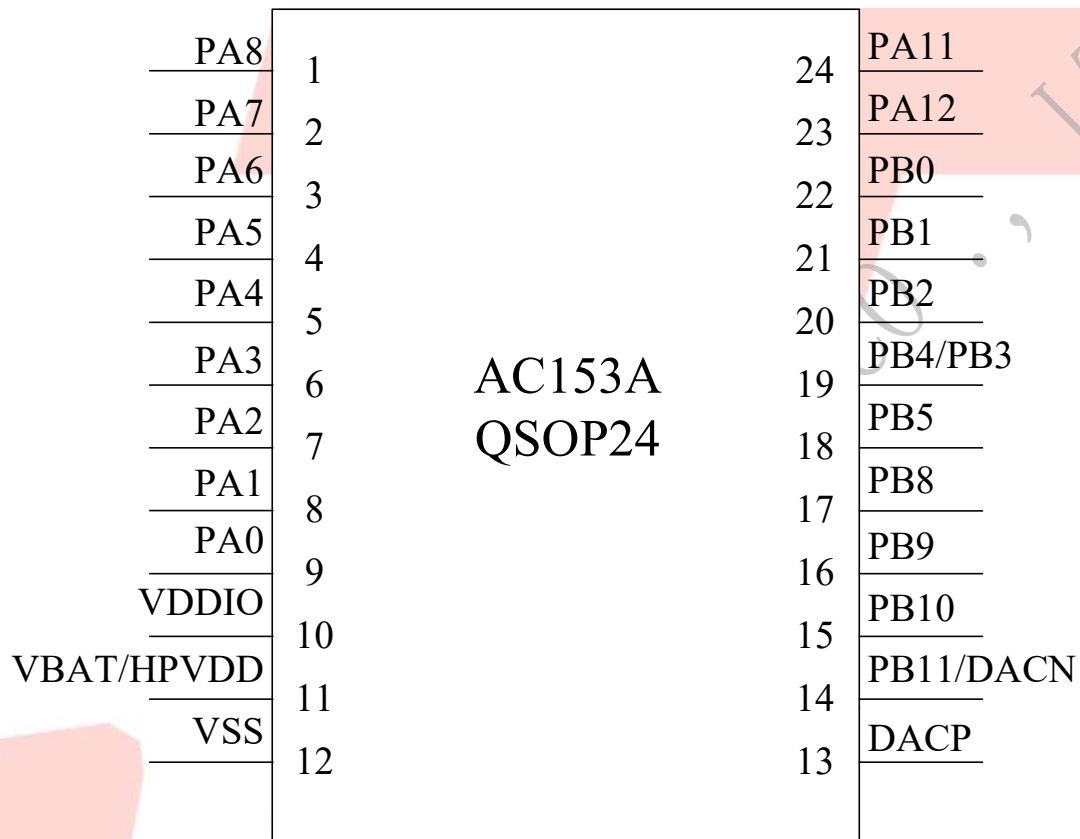 PA8 1 24 PA11
PA7 2 23 PA12
PA6 3 22 PB0
PA5 4 21 PB1
PA4 5 20 PB2
PA3 6 19 PB4/PB3
PA2 7 18 PB5
PA1 8 17 PB8
PA0 9 16 PB9
VDDIO 10 15 PB10
VBAT/HPVDD 11 14 PB11/DACN
VSS 12 13 DACP
AC153A
QSOP24